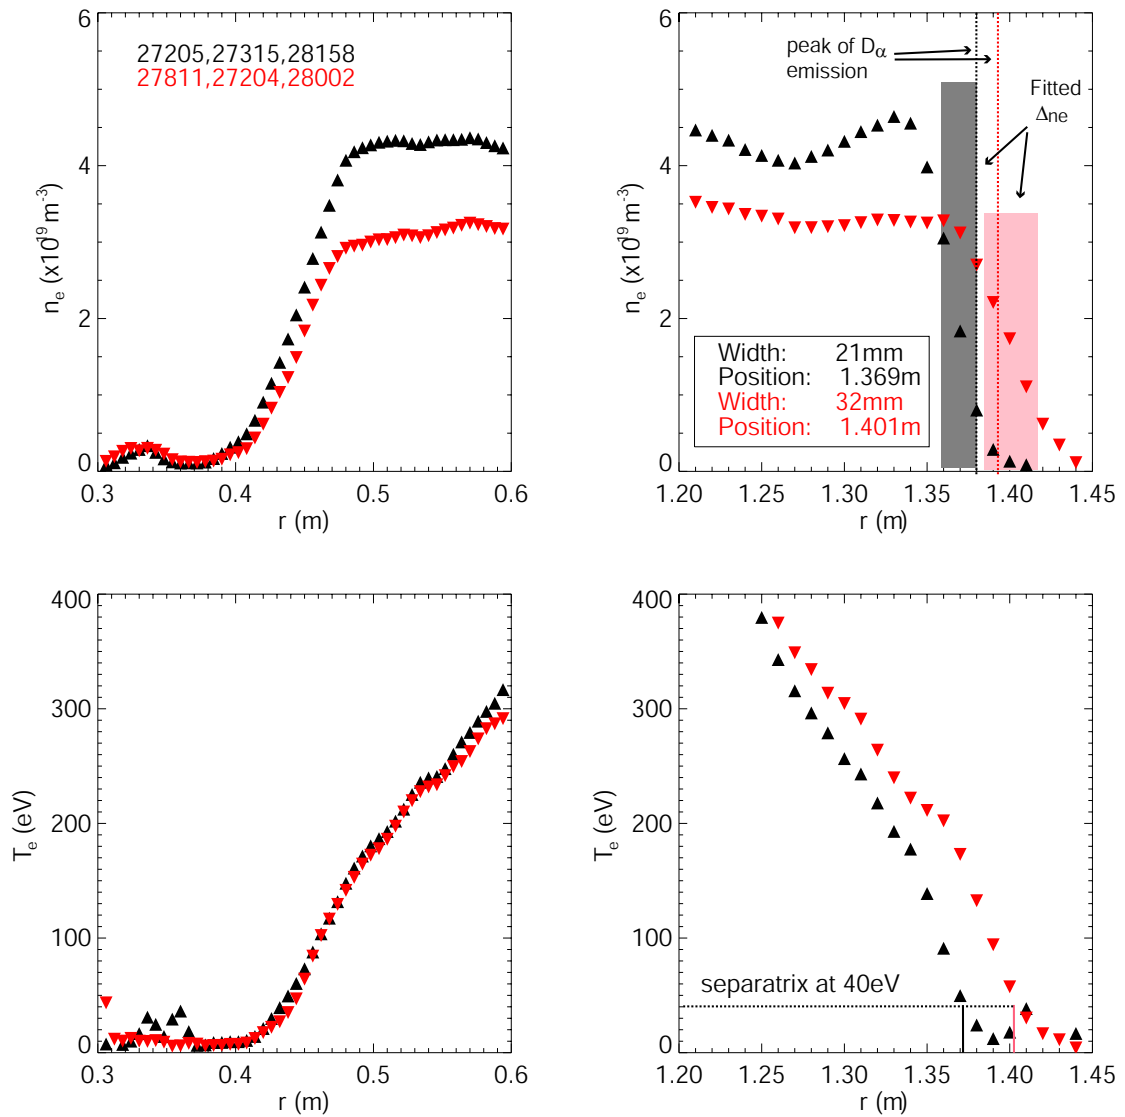 6
4
2
0
n_e (x10^19 m^-3)
27205,27315,28158
27811,27204,28002
0.3 0.4 0.5 0.6
r (m)
6
4
2
0
n_e (x10^19 m^-3)
peak of D_α
emission
Fitted
Δ_ne
Width: 21mm
Position: 1.369m
Width: 32mm
Position: 1.401m
1.20 1.25 1.30 1.35 1.40 1.45
r (m)
400
300
200
100
0
T_e (eV)
0.3 0.4 0.5 0.6
r (m)
400
300
200
100
0
T_e (eV)
separatrix at 40eV
1.20 1.25 1.30 1.35 1.40 1.45
r (m)